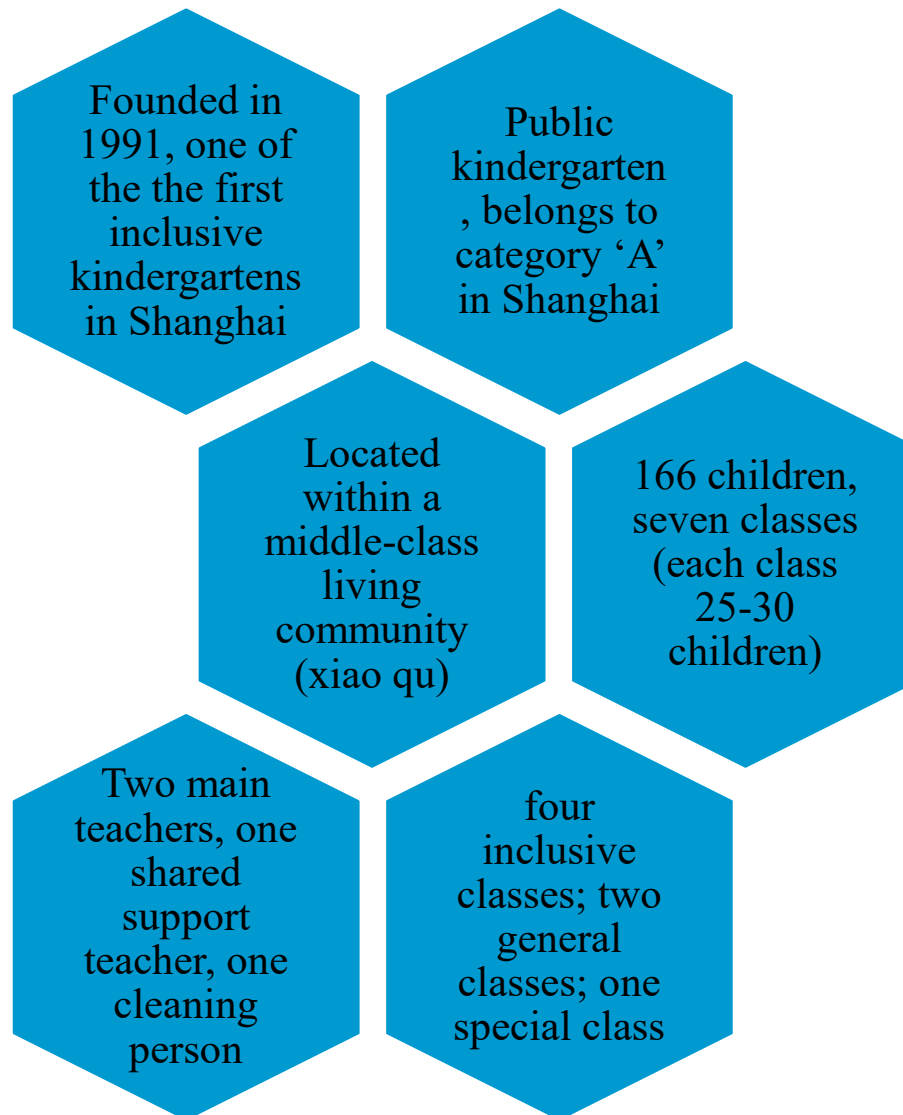 Founded in
1991, one of
the the first
inclusive
kindergartens
in Shanghai
Public
kindergarten
, belongs to
category ‘A’
in Shanghai
Located
within a
middle-class
living
community
(xiao qu)
166 children,
seven classes
(each class
25-30
children)
Two main
teachers, one
shared
support
teacher, one
cleaning
person
four
inclusive
classes; two
general
classes; one
special class